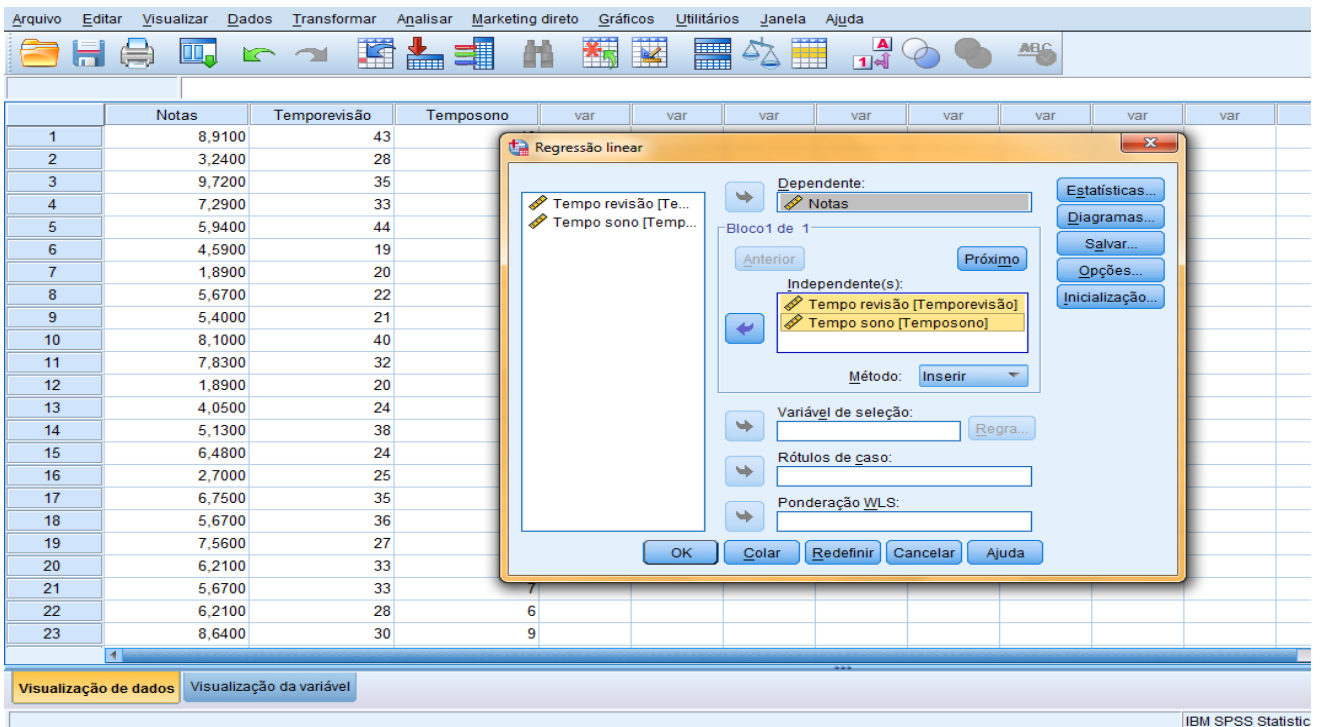 Arquivo Editar Visualizar Dados Transformar Analisar Marketing direto Gráficos Utilitários Janela Ajuda
A
1
ABC
Notas Temporevisão Temposono var var var var var var var var
1 8,9100 43
2 3,2400 28
3 9,7200 35
4 7,2900 33
5 5,9400 44
6 4,5900 19
7 1,8900 20
8 5,6700 22
9 5,4000 21
10 8,1000 40
11 7,8300 32
12 1,8900 20
13 4,0500 24
14 5,1300 38
15 6,4800 24
16 2,7000 25
17 6,7500 35
18 5,6700 36
19 7,5600 27
20 6,2100 33
21 5,6700 33 7
22 6,2100 28 6
23 8,6400 30 9
Regressão linear
Tempo revisão [Te...
Tempo sono [Temp...
Dependente:
Notas
Bloco1 de 1
Anterior Próximo
Independente(s):
Tempo revisão [Temporevisão]
Tempo sono [Temposono]
Método: Inserir
Variável de seleção:
Regra...
Rótulos de caso:
Ponderação WLS:
Estatísticas...
Diagramas...
Salvar...
Opções...
Inicialização...
OK Colar Redefinir Cancelar Ajuda
Visualização de dados Visualização da variável
IBM SPSS Statistic